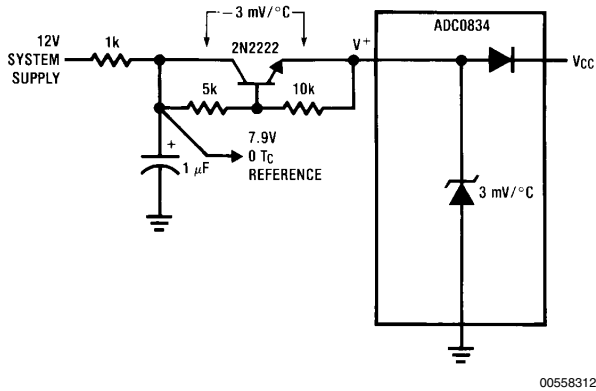 −3 mV/°C
ADC0834
12V
SYSTEM
SUPPLY
1k
2N2222
V+
VCC
5k
10k
+
1 μF
7.9V
0 TC
REFERENCE
3 mV/°C
00558312